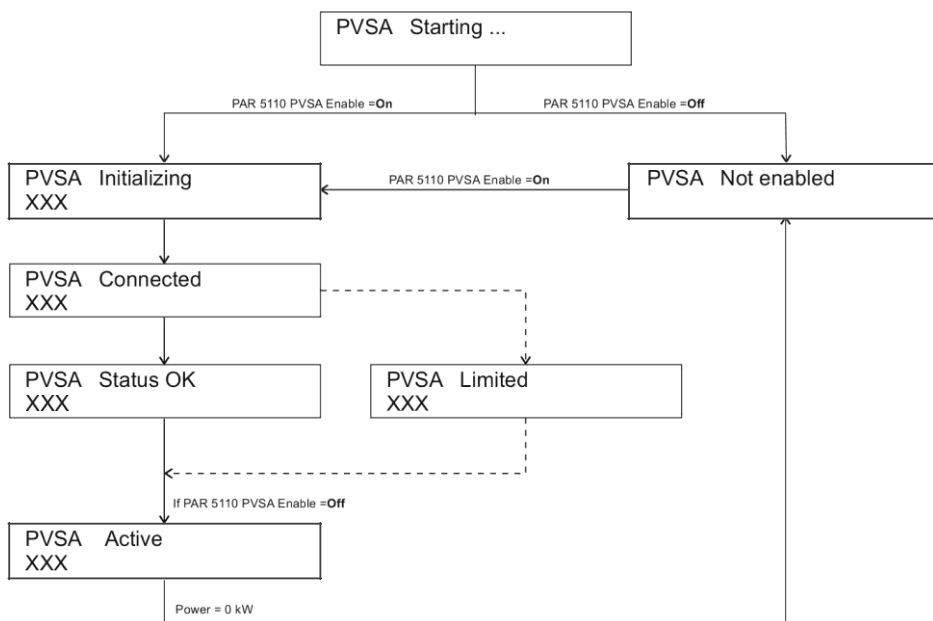 PVSA Starting ...
PAR 5110 PVSA Enable =On
PAR 5110 PVSA Enable =Off
PVSA Initializing
XXX
PAR 5110 PVSA Enable =On
PVSA Not enabled
PVSA Connected
XXX
PVSA Status OK
XXX
PVSA Limited
XXX
If PAR 5110 PVSA Enable =Off
PVSA Active
XXX
Power = 0 kW